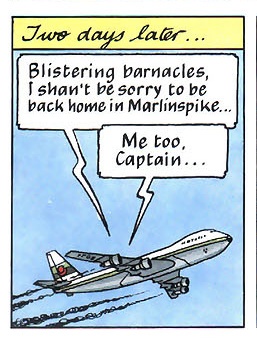 Two days later...
Blistering barnacles,
I shan't be sorry to be
back home in Marlinspike...
Me too,
Captain...